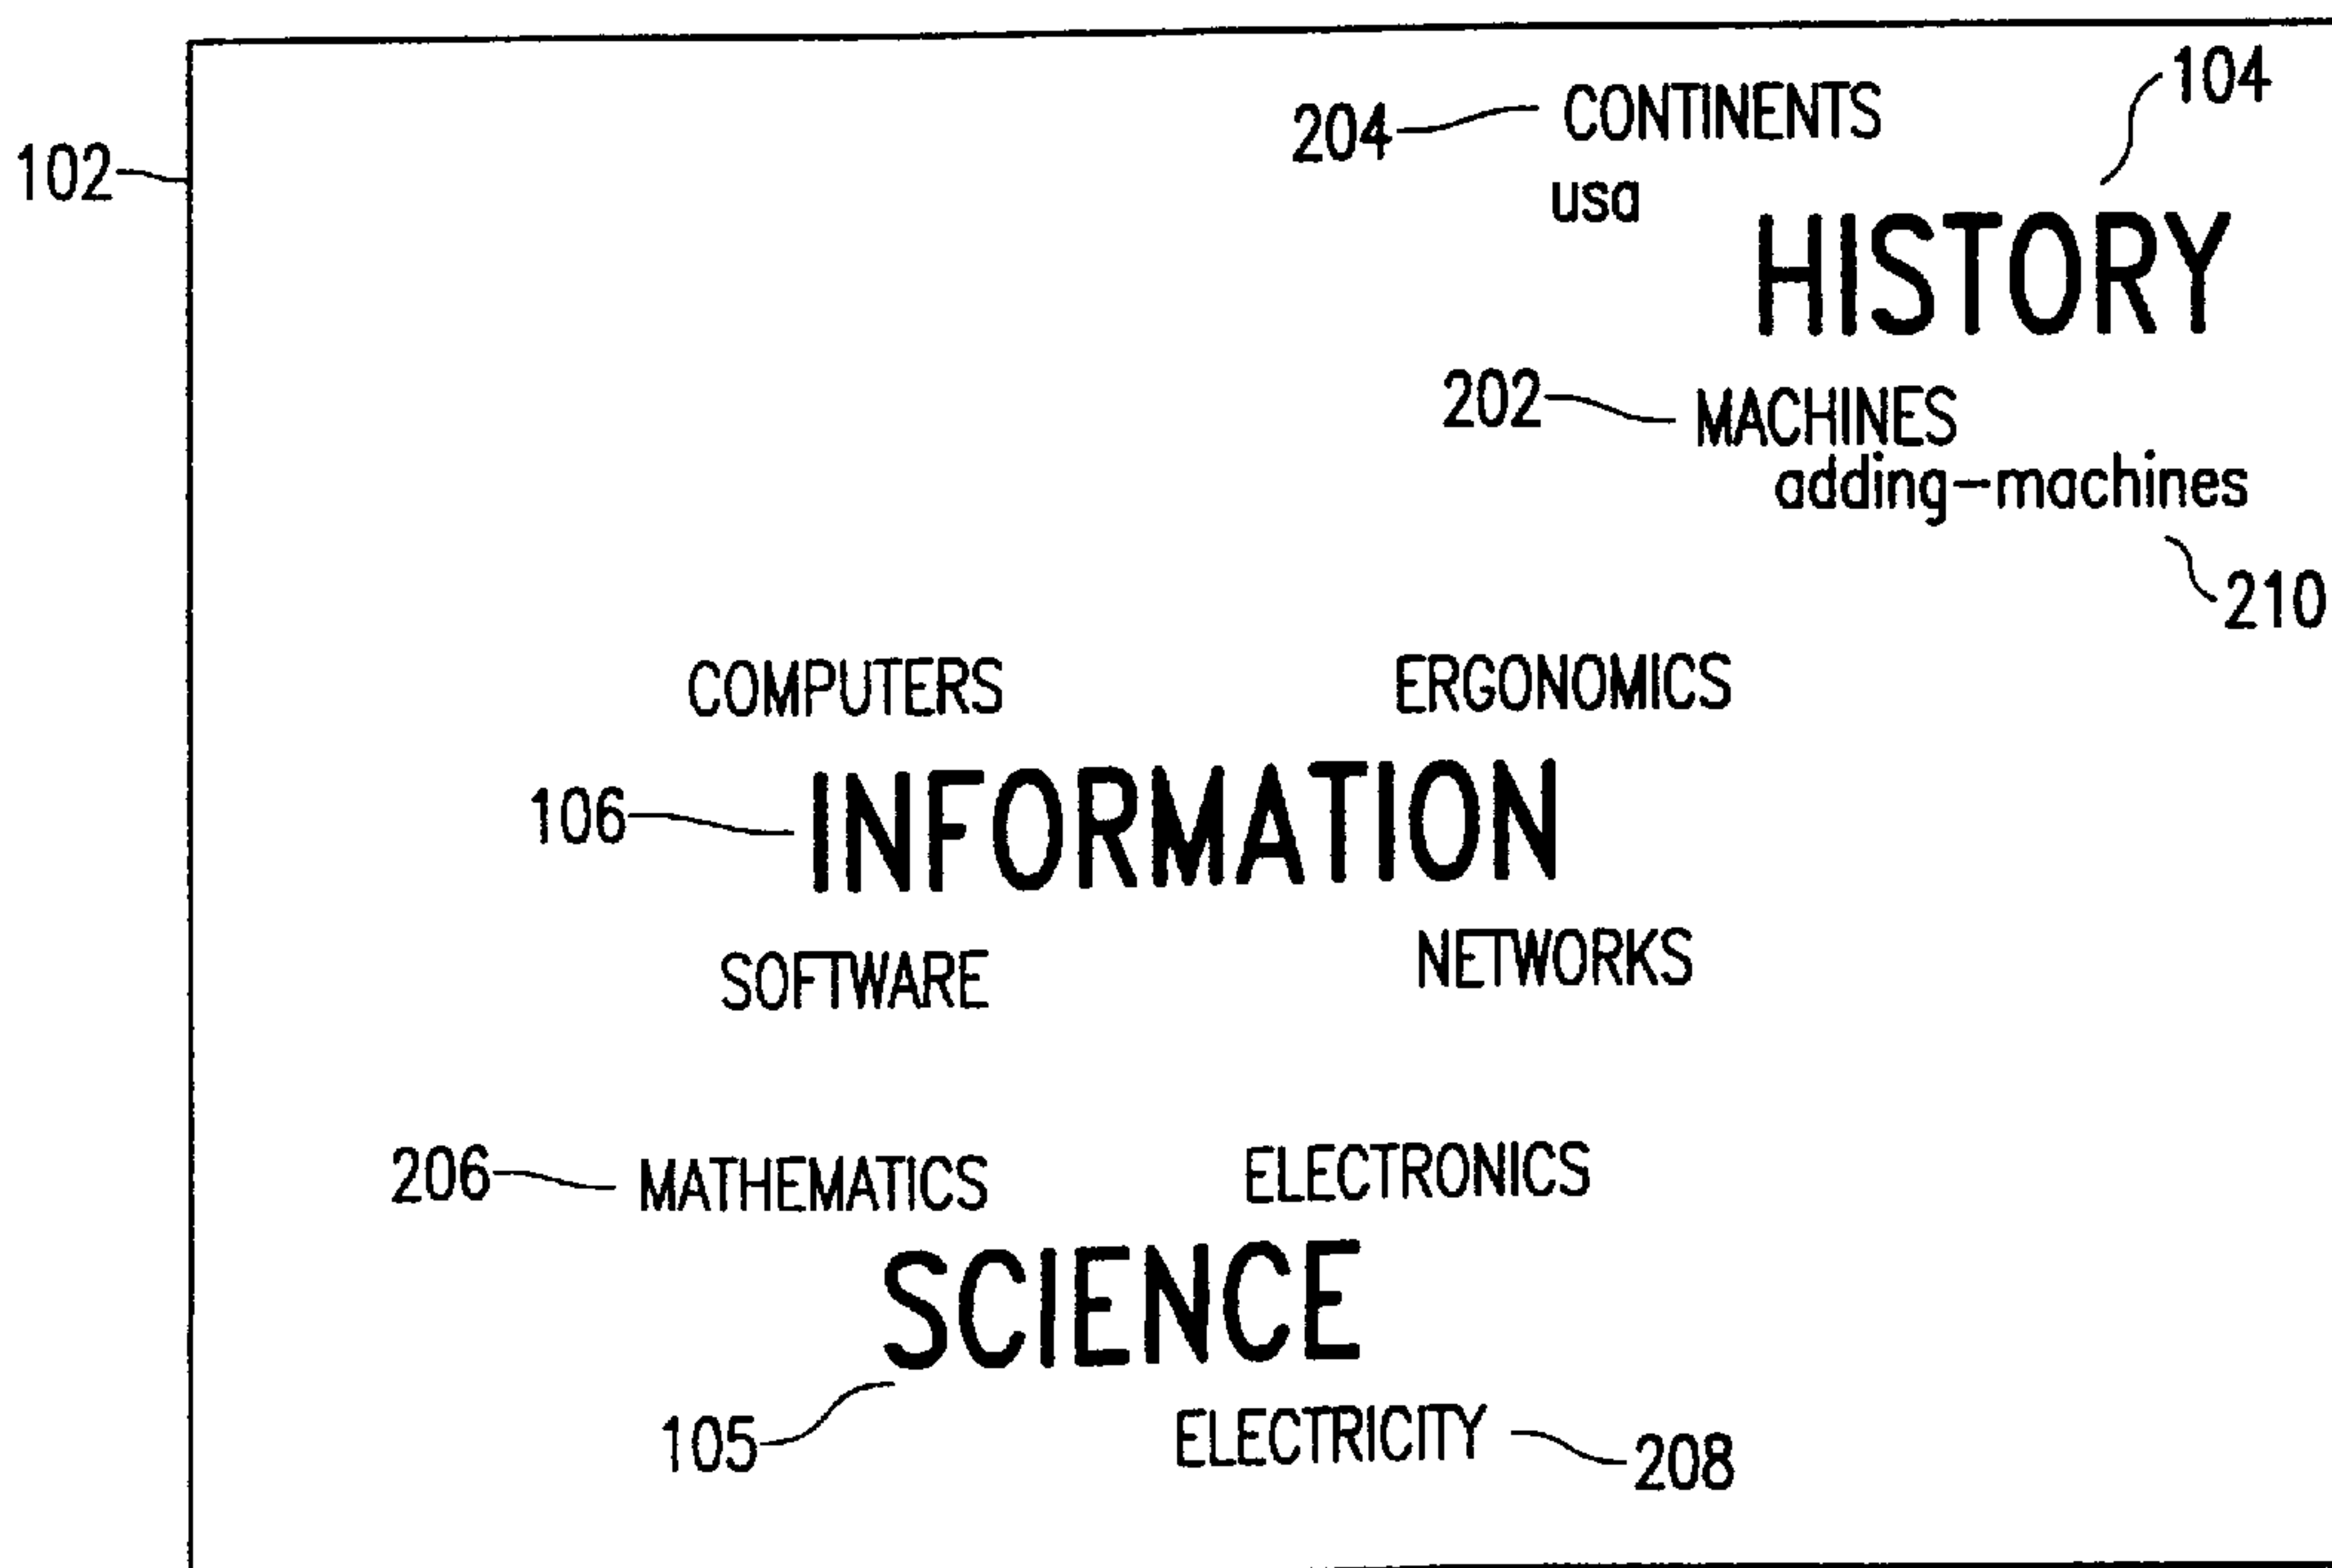 104
204 CONTINENTS
102
usa
HISTORY
202 MACHINES
adding-machines
210
COMPUTERS ERGONOMICS
106 INFORMATION
SOFTWARE NETWORKS
206 MATHEMATICS ELECTRONICS
SCIENCE
105 ELECTRICITY 208